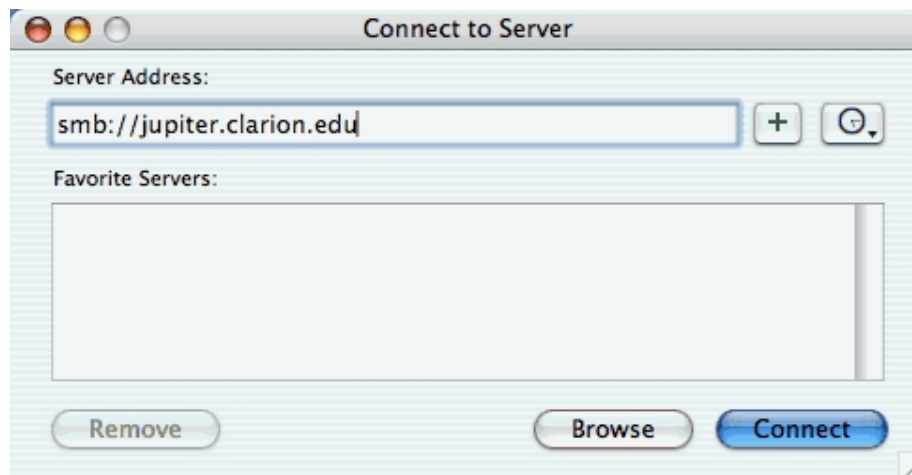 Connect to Server
Server Address:
smb://jupiter.clarion.edu
+
Favorite Servers:
Remove
Browse
Connect